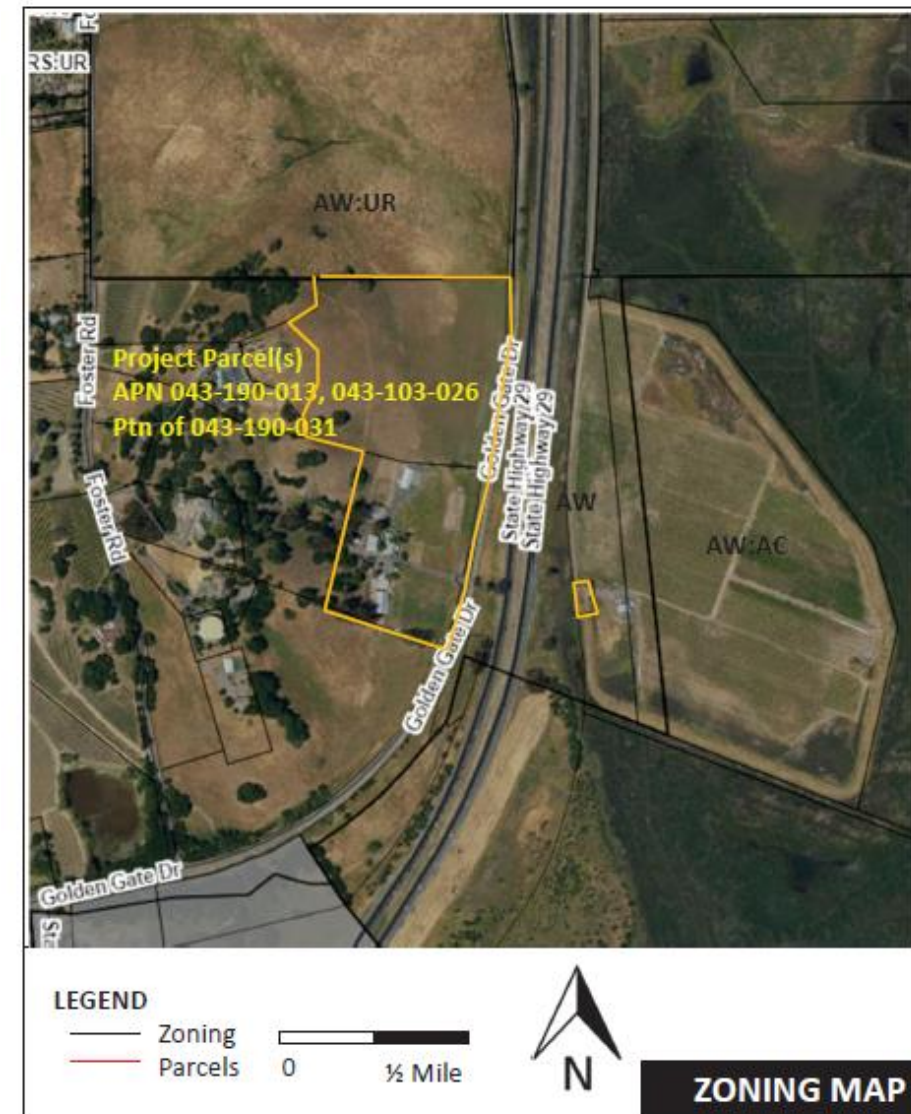 Fo
RS:UR
AW:UR
Project Parcel(s)
APN 043-190-013, 043-103-026
Ptn of 043-190-031
Foster Rd
Foster Rd
Golden Gate Dr
State Highway 29
State Highway 29
AW
AW:AC
Golden Gate Dr
Golden Gate Dr
Sta
LEGEND
Zoning
Parcels
0
½ Mile
N
ZONING MAP